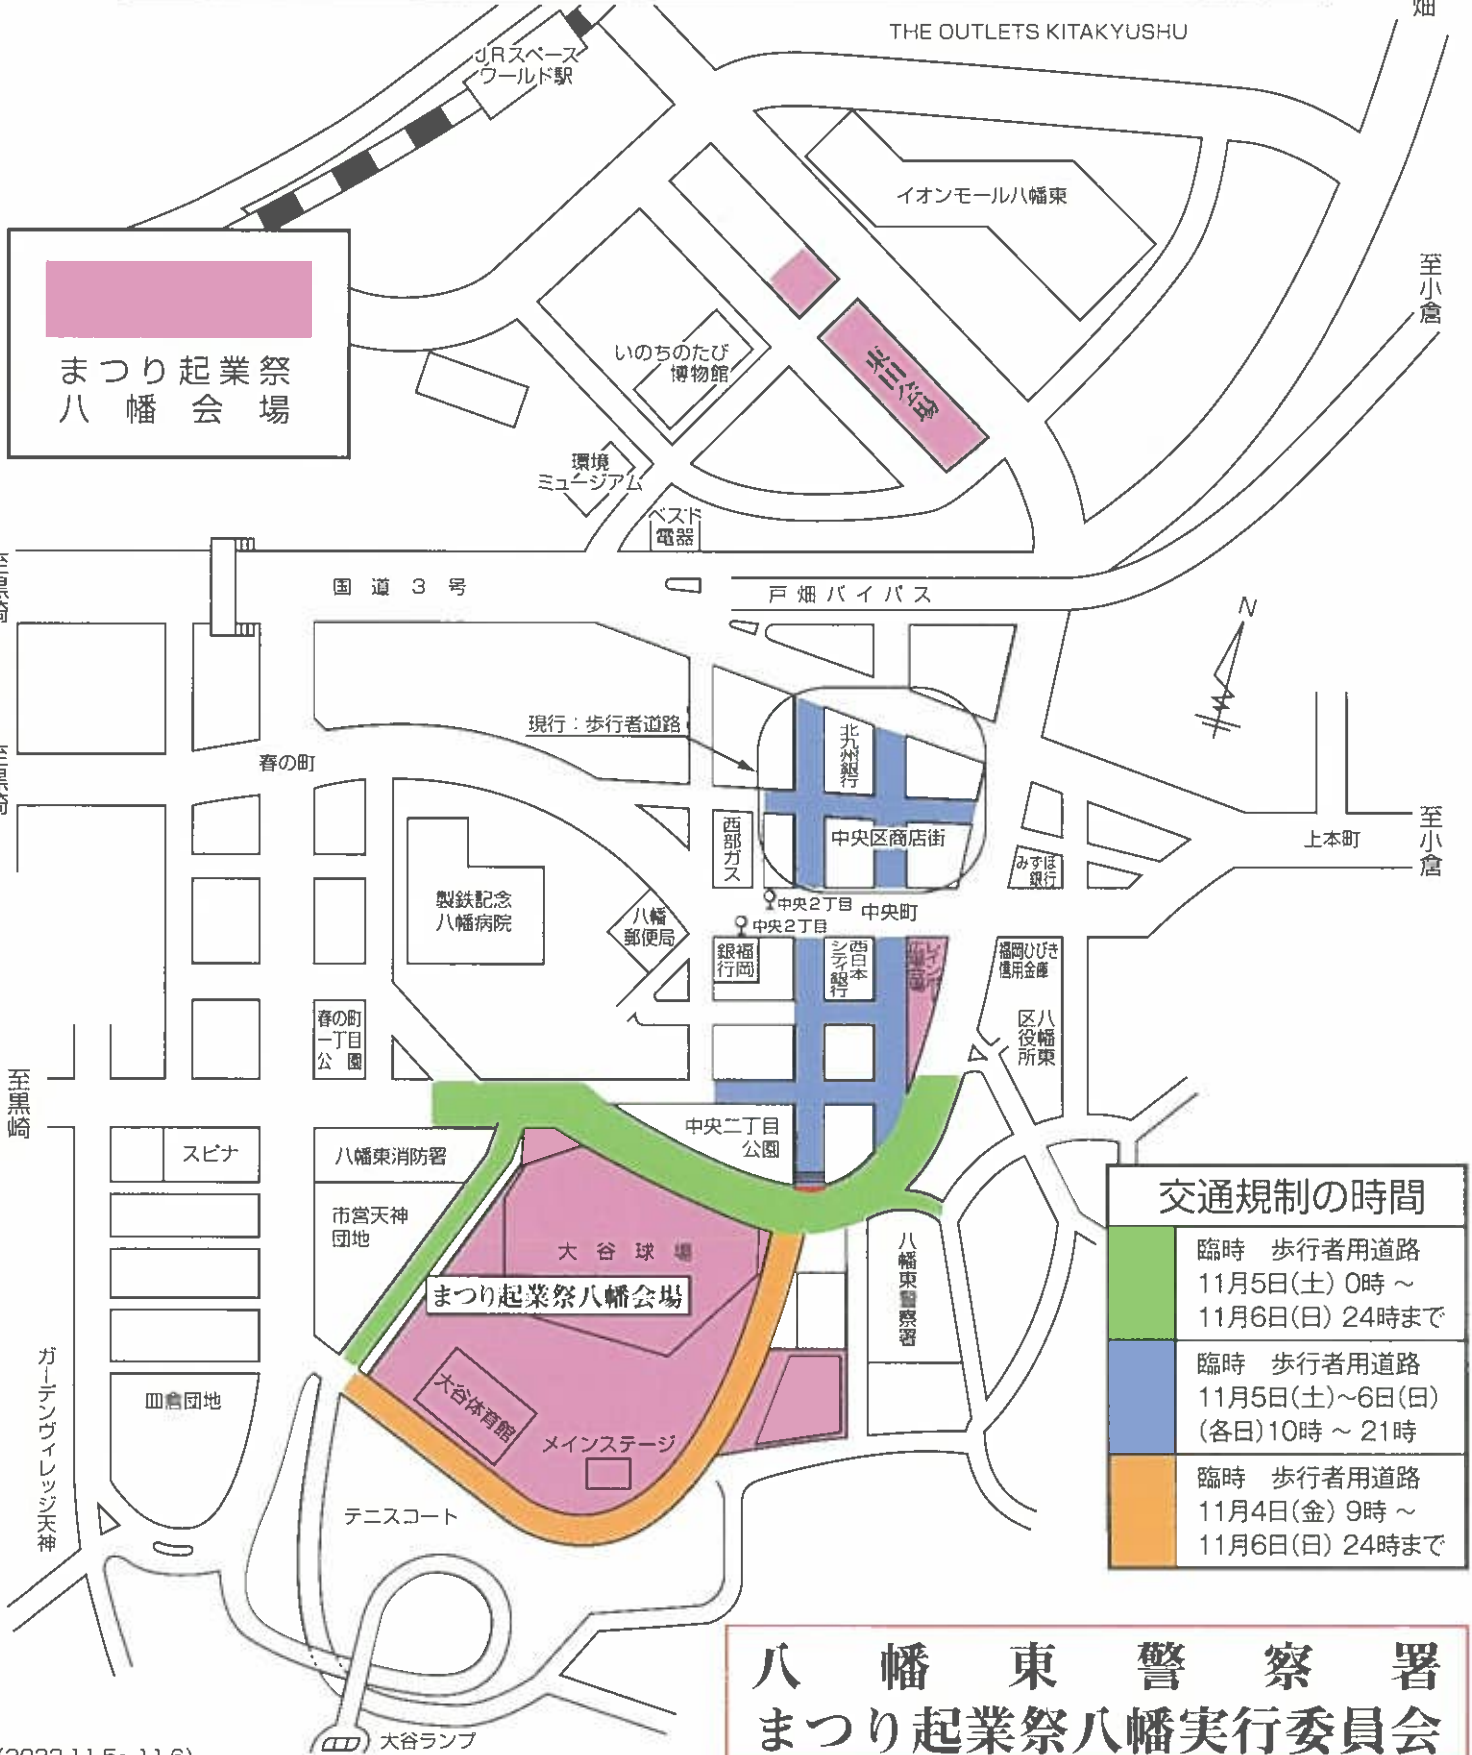 畑
THE OUTLETS KITAKYUSHU
JRスペース
ワールド駅
イオンモール八幡東
至小倉
まつり起業祭
八幡会場
いのちのたび
博物館
東田公場
環境
ミュージアム
ベスト
電器
至黒崎
国道3号
戸畑バイパス
N
現行：歩行者道路
北九州銀行
春の町
至黒崎
西部ガス
中央区商店街
みずほ
銀行
上本町
至小倉
製鉄記念
八幡病院
八幡
郵便局
中央2丁目
中央町
中央2丁目
福岡
銀行
西日本
シティ銀行
福岡ひびき
信用金庫
春の町
一丁目
公園
八幡東
区役所
至黒崎
中央二丁目
公園
スピナ
八幡東消防署
市営天神
団地
大谷球場
まつり起業祭八幡会場
八幡東警察署
交通規制の時間
臨時 歩行者用道路
11月5日(土) 0時～
11月6日(日) 24時まで
臨時 歩行者用道路
11月5日(土)～6日(日)
(各日)10時～21時
臨時 歩行者用道路
11月4日(金) 9時～
11月6日(日) 24時まで
ガーデンヴィレッジ天神
皿倉団地
大谷体育館
メインステージ
テニスコート
大谷ランプ
八幡東警察署
まつり起業祭八幡実行委員会
(2022.11.5～11.6)